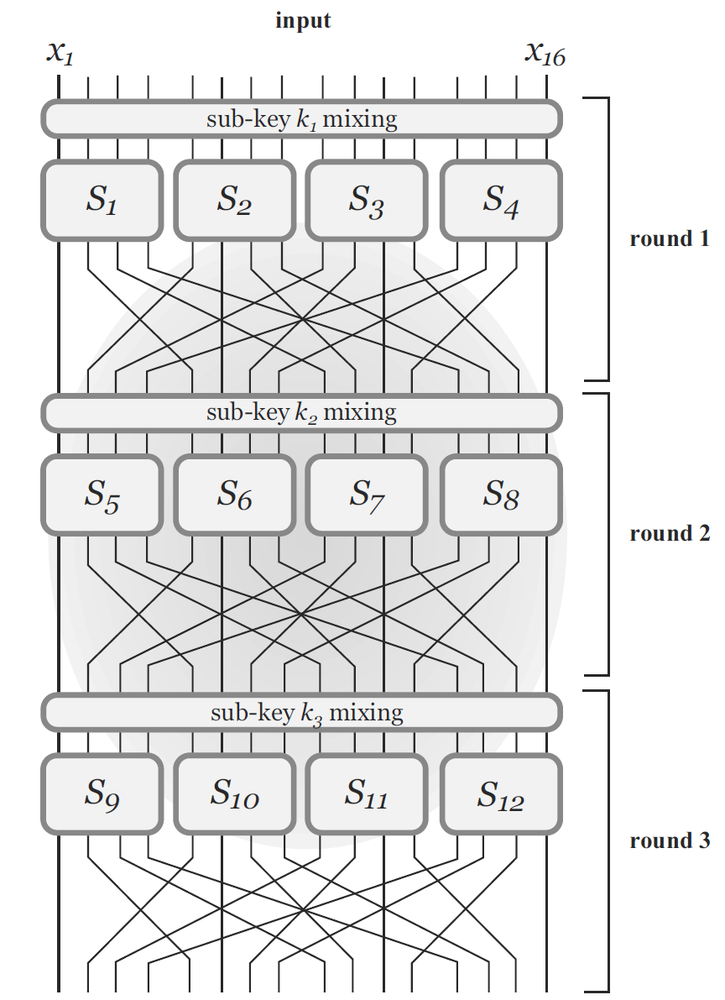 input
x1 x16
sub-key k1 mixing
S1 S2 S3 S4
round 1
sub-key k2 mixing
S5 S6 S7 S8
round 2
sub-key k3 mixing
S9 S10 S11 S12
round 3